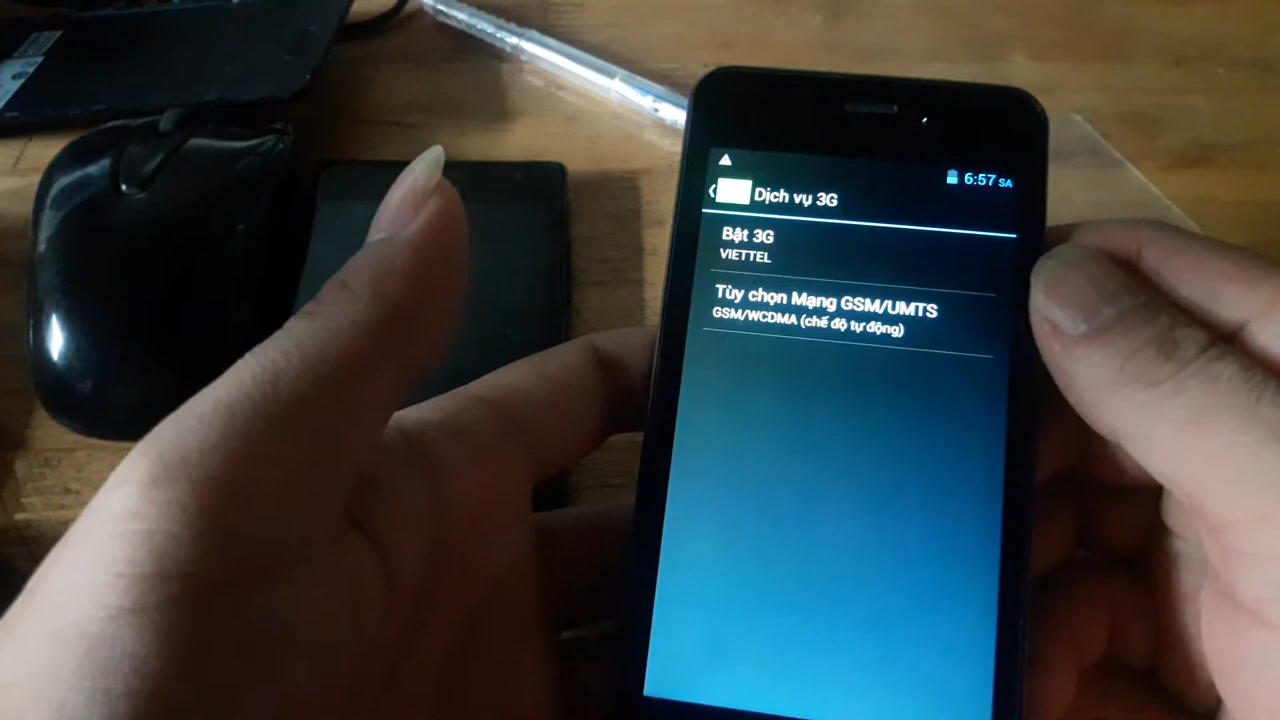 6:57 SA
Dịch vụ 3G
Bật 3G
VIETTEL
Tùy chọn Mạng GSM/UMTS
GSM/WCDMA (chế độ tự động)